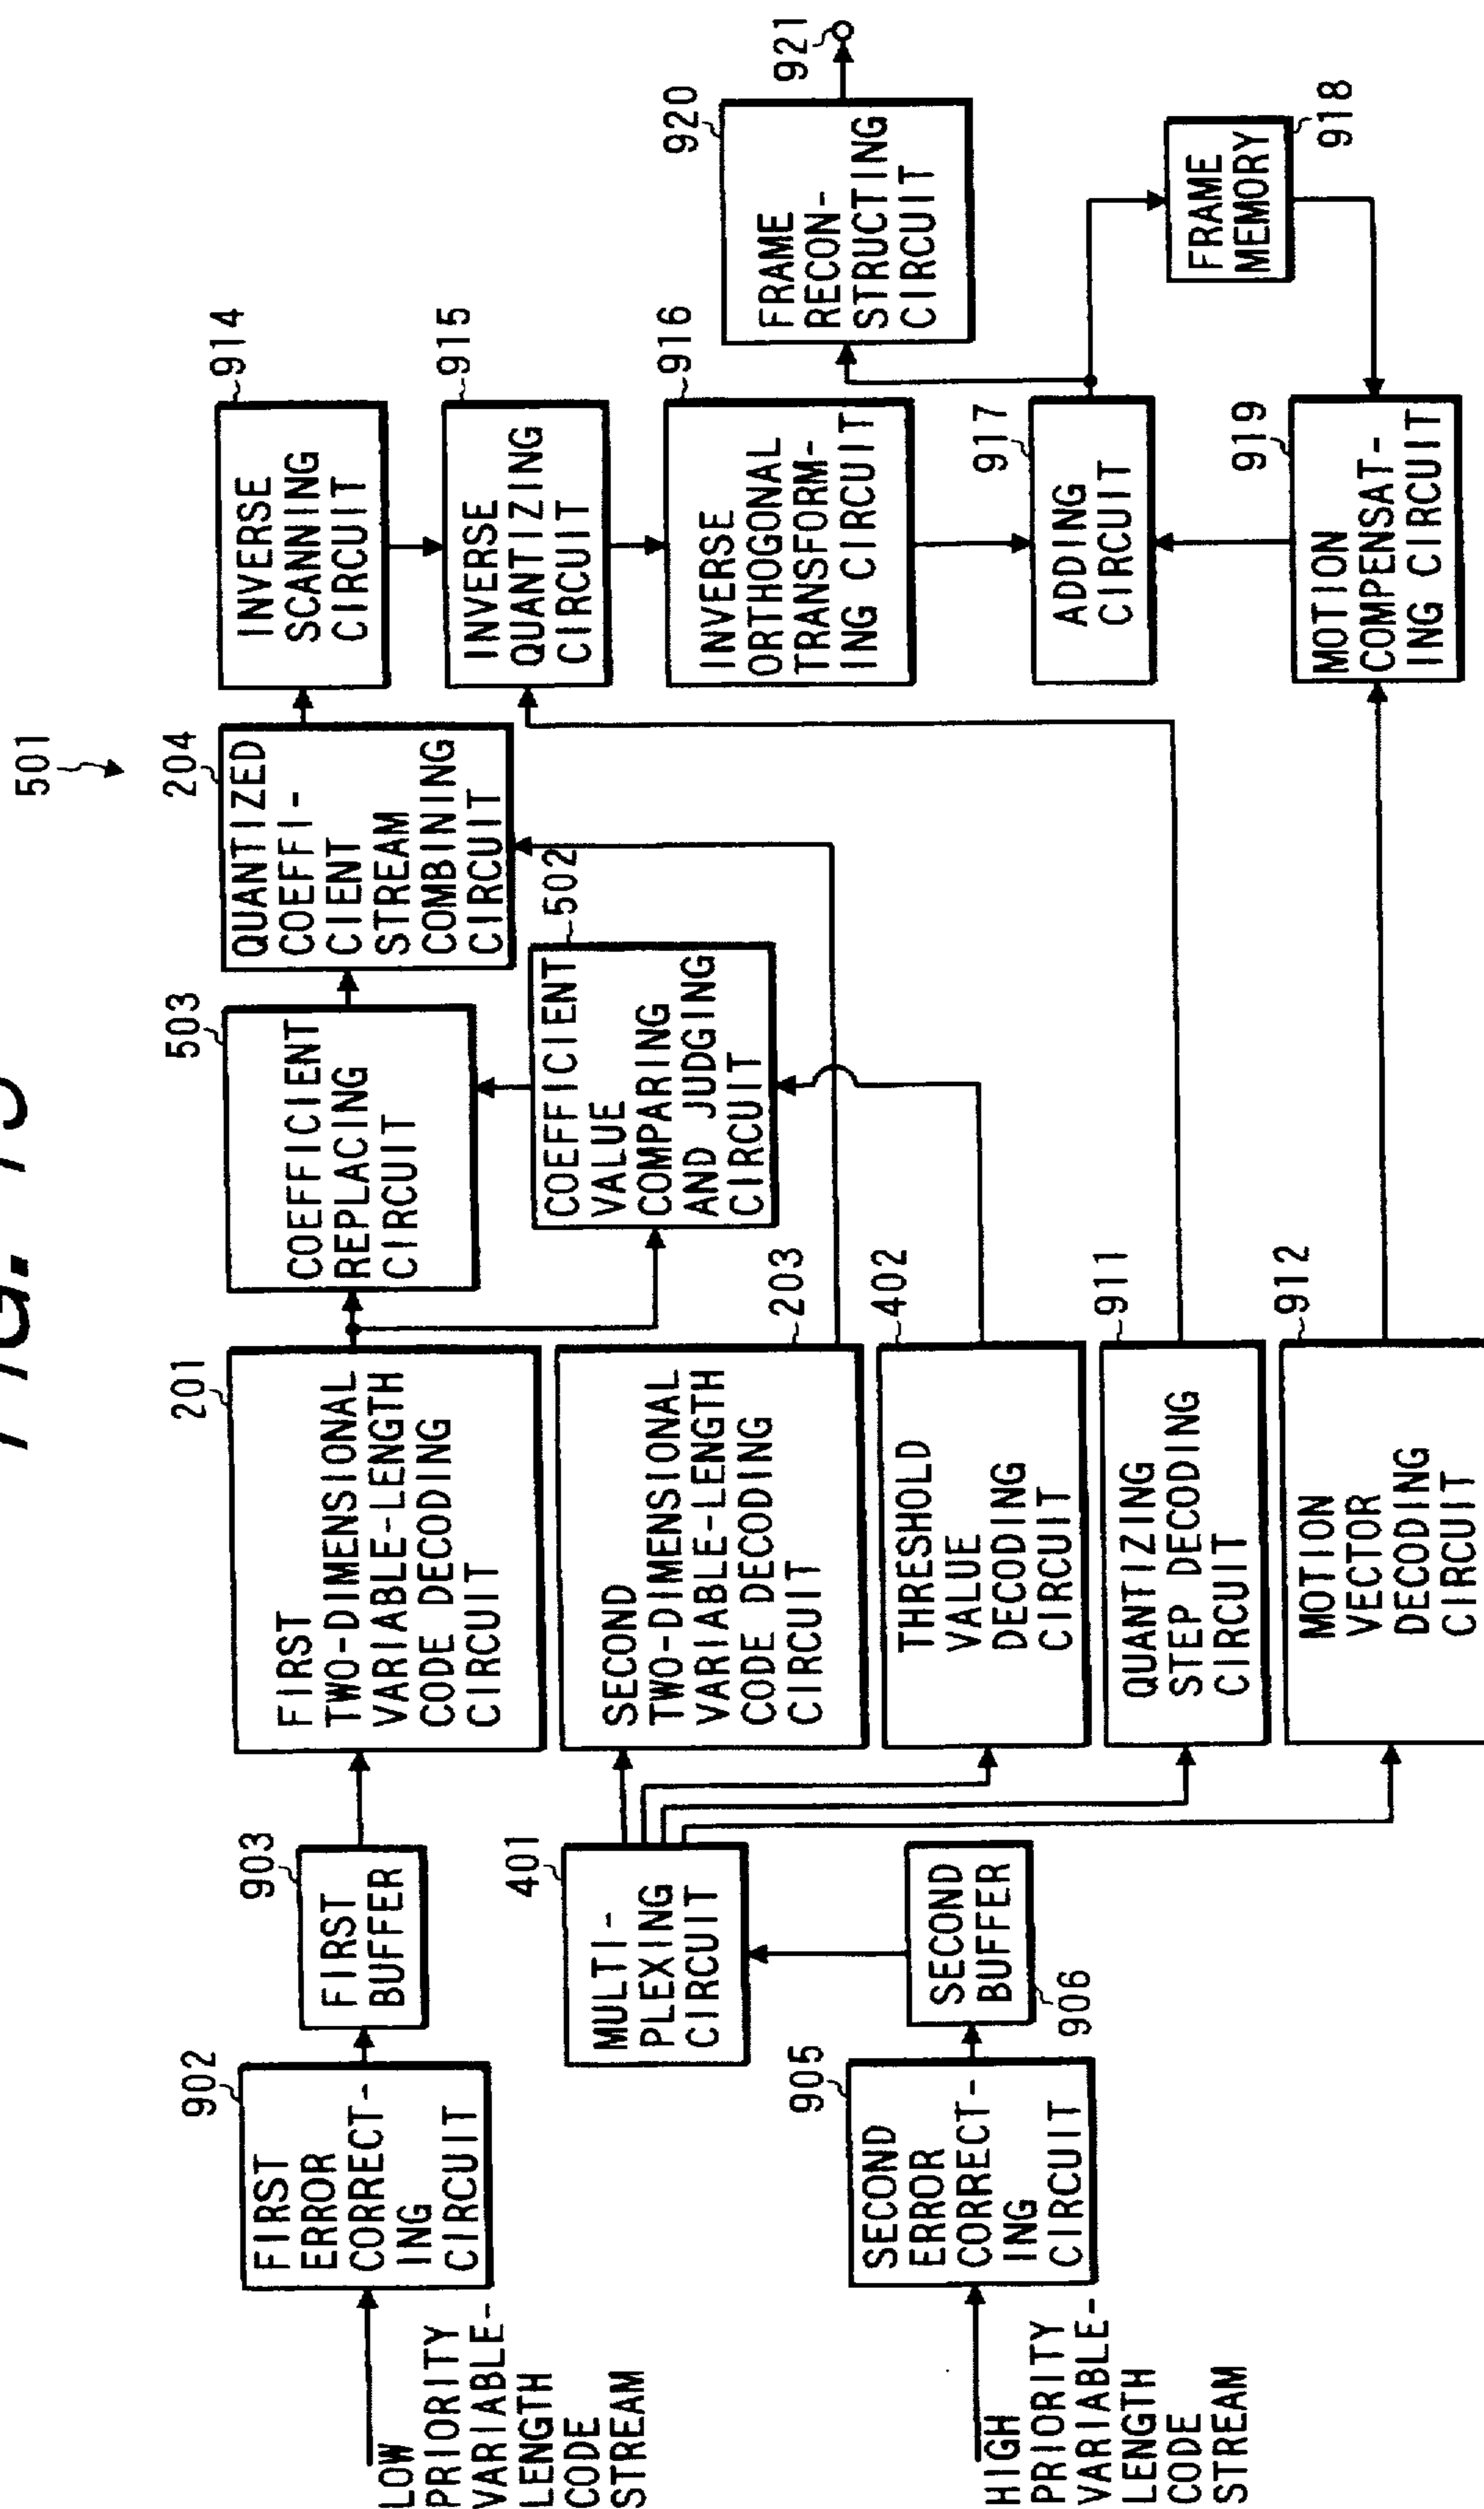 501
LOW
PRIORITY
VARIABLE-
LENGTH
CODE
STREAM
902
FIRST
ERROR
CORRECT-
ING
CIRCUIT
903
FIRST
BUFFER
201
FIRST
TWO-DIMENSIONAL
VARIABLE-LENGTH
CODE DECODING
CIRCUIT
503
COEFFICIENT
REPLACING
CIRCUIT
204
QUANTIZED
COEFFI-
CIENT
STREAM
COMBINING
CIRCUIT
914
INVERSE
SCANNING
CIRCUIT
915
INVERSE
QUANTIZING
CIRCUIT
502
COEFFICIENT
VALUE
COMPARING
AND JUDGING
CIRCUIT
401
MULTI-
PLEXING
CIRCUIT
203
SECOND
TWO-DIMENSIONAL
VARIABLE-LENGTH
CODE DECODING
CIRCUIT
916
INVERSE
ORTHOGONAL
TRANSFORM-
ING CIRCUIT
920
FRAME
RECON-
STRUCTING
CIRCUIT
921
HIGH
PRIORITY
VARIABLE-
LENGTH
CODE
STREAM
905
SECOND
ERROR
CORRECT-
ING
CIRCUIT
906
SECOND
BUFFER
402
THRESHOLD
VALUE
DECODING
CIRCUIT
917
ADDING
CIRCUIT
918
FRAME
MEMORY
911
QUANTIZING
STEP DECODING
CIRCUIT
912
MOTION
VECTOR
DECODING
CIRCUIT
919
MOTION
COMPENSAT-
ING CIRCUIT